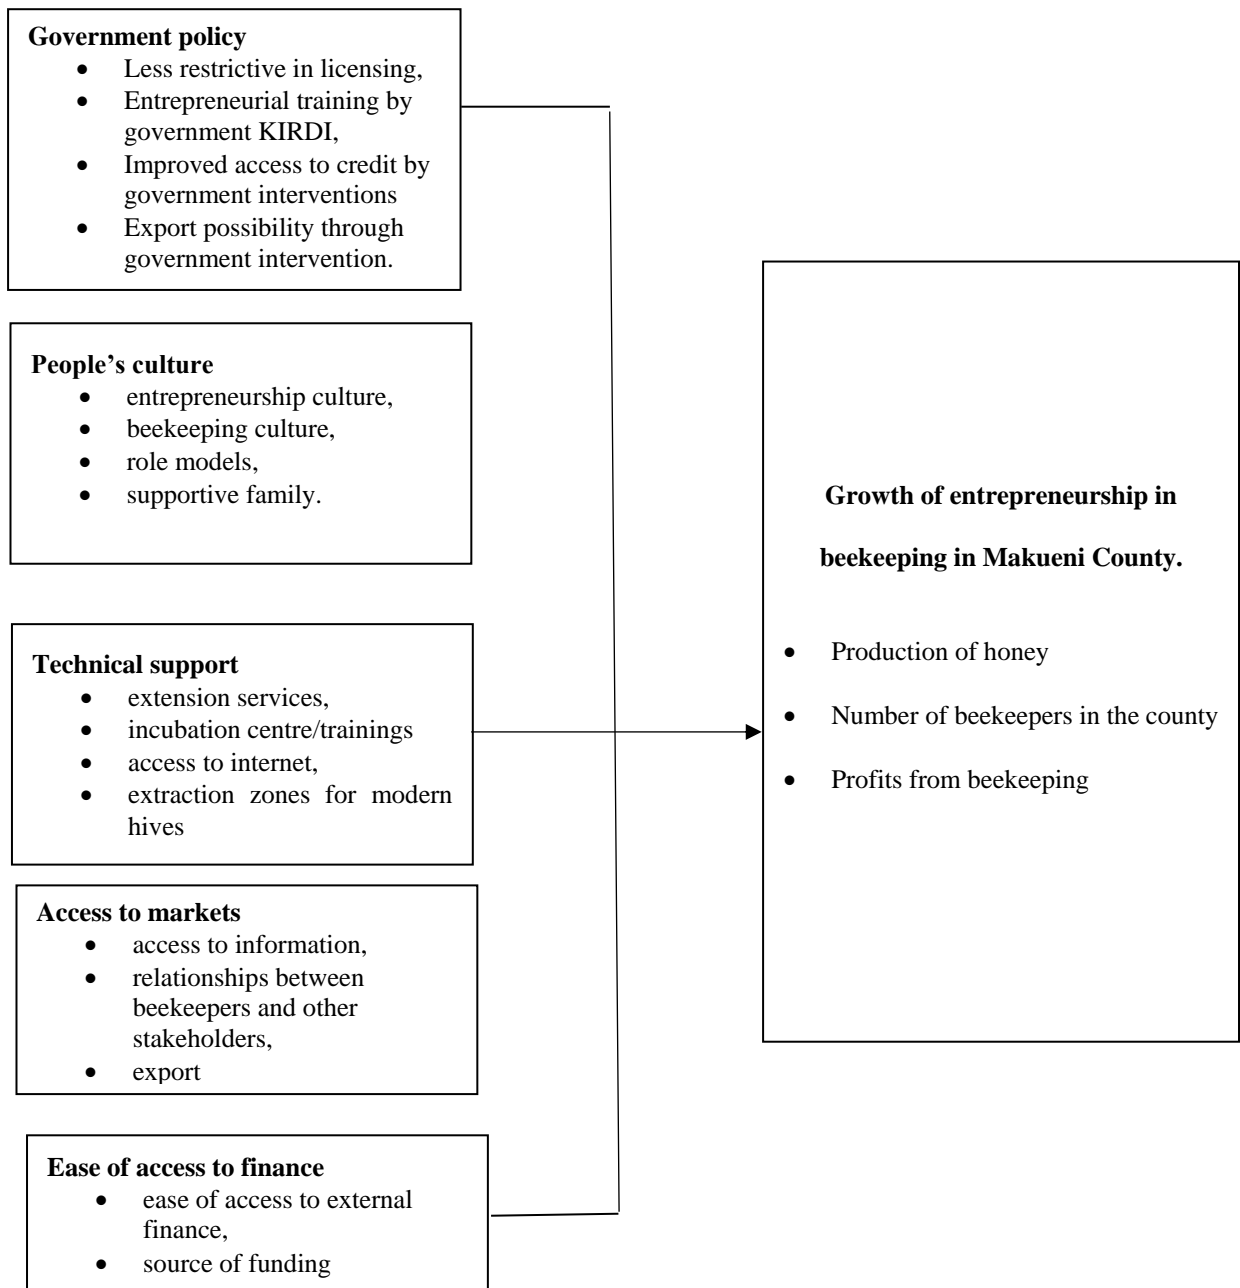 Government policy
• Less restrictive in licensing,
• Entrepreneurial training by
government KIRDI,
• Improved access to credit by
government interventions
• Export possibility through
government intervention.
People’s culture
• entrepreneurship culture,
• beekeeping culture,
• role models,
• supportive family.
Technical support
• extension services,
• incubation centre/trainings
• access to internet,
• extraction zones for modern
hives
Access to markets
• access to information,
• relationships between
beekeepers and other
stakeholders,
• export
Ease of access to finance
• ease of access to external
finance,
• source of funding
Growth of entrepreneurship in
beekeeping in Makueni County.
• Production of honey
• Number of beekeepers in the county
• Profits from beekeeping